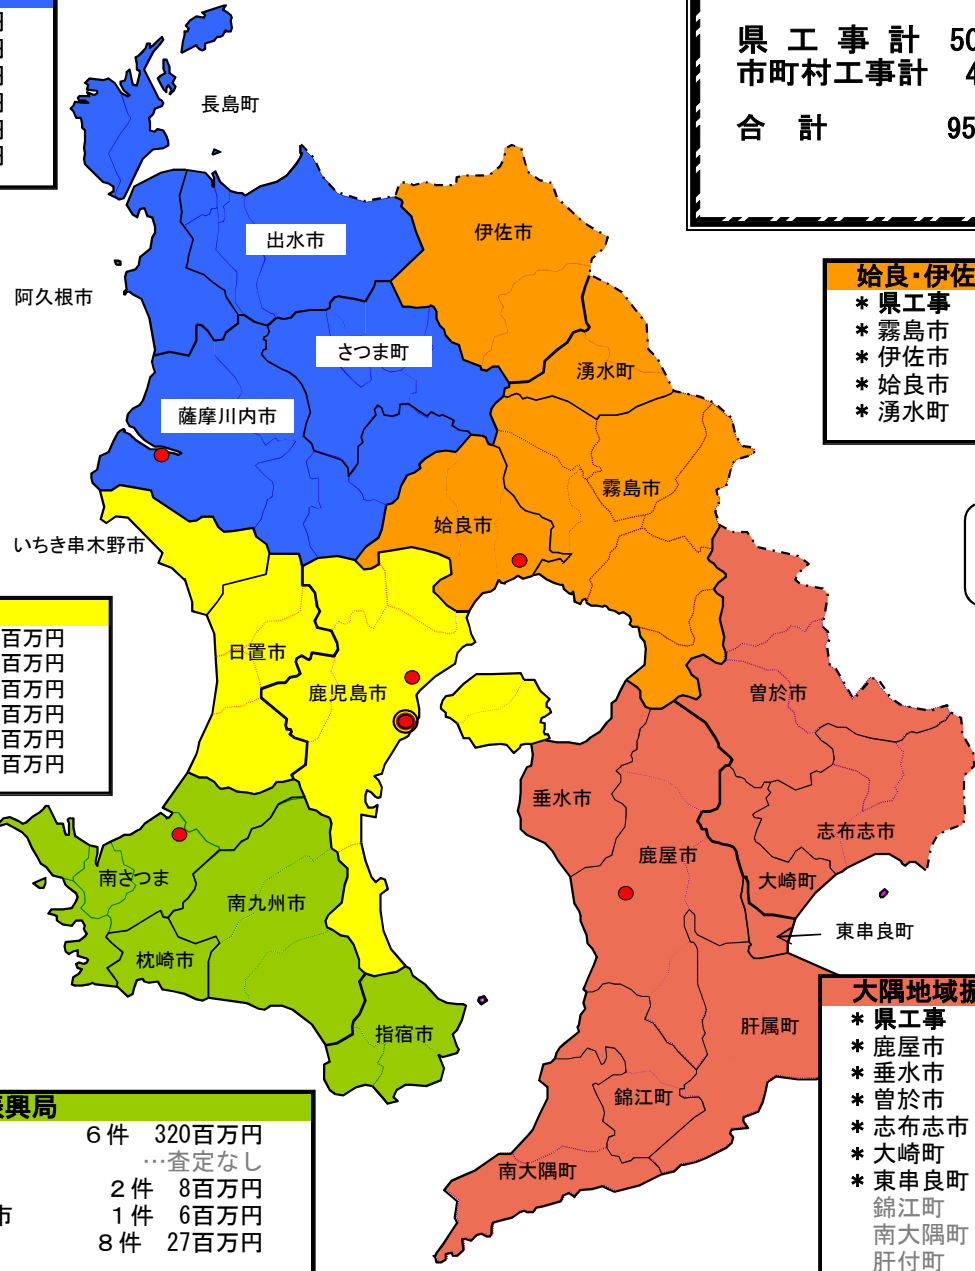 円
円
円
円
円
円
県工事計 50
市町村工事計 4
合計 95
長島町
出水市
伊佐市
阿久根市
さつま町
湧水町
薩摩川内市
姶良・伊佐
* 県工事
* 霧島市
* 伊佐市
* 姶良市
* 湧水町
霧島市
姶良市
いちき串木野市
百万円
百万円
百万円
百万円
百万円
百万円
日置市
鹿児島市
曽於市
垂水市
鹿屋市
志布志市
大崎町
東串良町
南さつま
南九州市
枕崎市
指宿市
肝属町
錦江町
南大隅町
振興局
6件 320百万円
…査定なし
2件 8百万円
市 1件 6百万円
8件 27百万円
大隅地域振
* 県工事
* 鹿屋市
* 垂水市
* 曽於市
* 志布志市
* 大崎町
* 東串良町
錦江町
南大隅町
肝付町